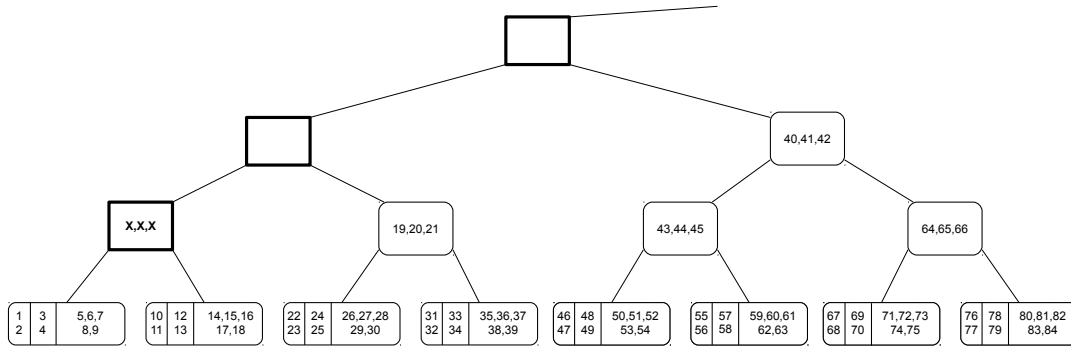 40,41,42
X,X,X
19,20,21
43,44,45
64,65,66
1 3 5,6,7
2 4 8,9
10 12 14,15,16
11 13 17,18
22 24 26,27,28
23 25 29,30
31 33 35,36,37
32 34 38,39
46 48 50,51,52
47 49 53,54
55 57 59,60,61
56 58 62,63
67 69 71,72,73
68 70 74,75
76 78 80,81,82
77 79 83,84